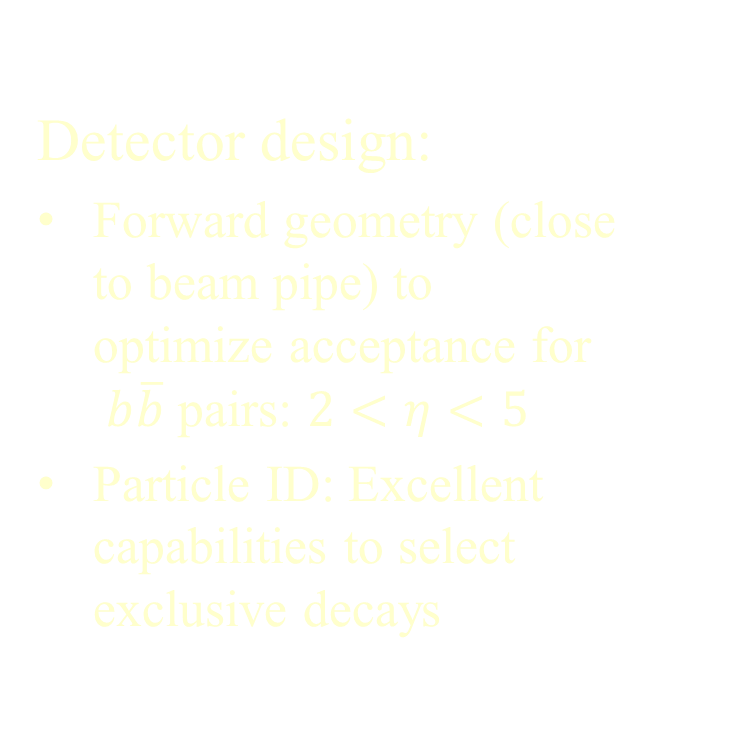 Detector design:
• Forward geometry (close
to beam pipe) to
optimize acceptance for
𝑏𝑏̅ pairs: 2 < 𝜂 < 5
• Particle ID: Excellent
capabilities to select
exclusive decays